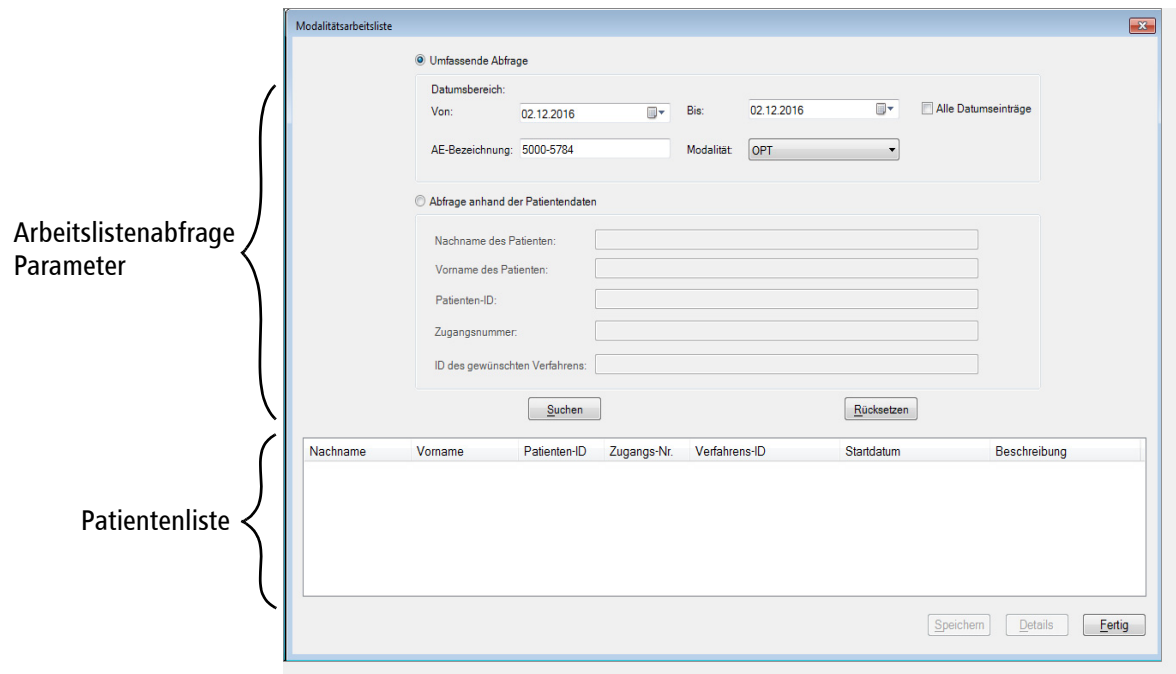 Modalitätsarbeitsliste
Umfassende Abfrage
Datumsbereich:
Von: 02.12.2016 Bis: 02.12.2016 Alle Datumseinträge
AE-Bezeichnung: 5000-5784 Modalität: OPT
Abfrage anhand der Patientendaten
Arbeitslistenabfrage
Parameter
Nachname des Patienten:
Vorname des Patienten:
Patienten-ID:
Zugangsnummer:
ID des gewünschten Verfahrens:
Suchen Rücksetzen
Nachname Vorname Patienten-ID Zugangs-Nr. Verfahrens-ID Startdatum Beschreibung
Patientenliste
Speichern Details Fertig